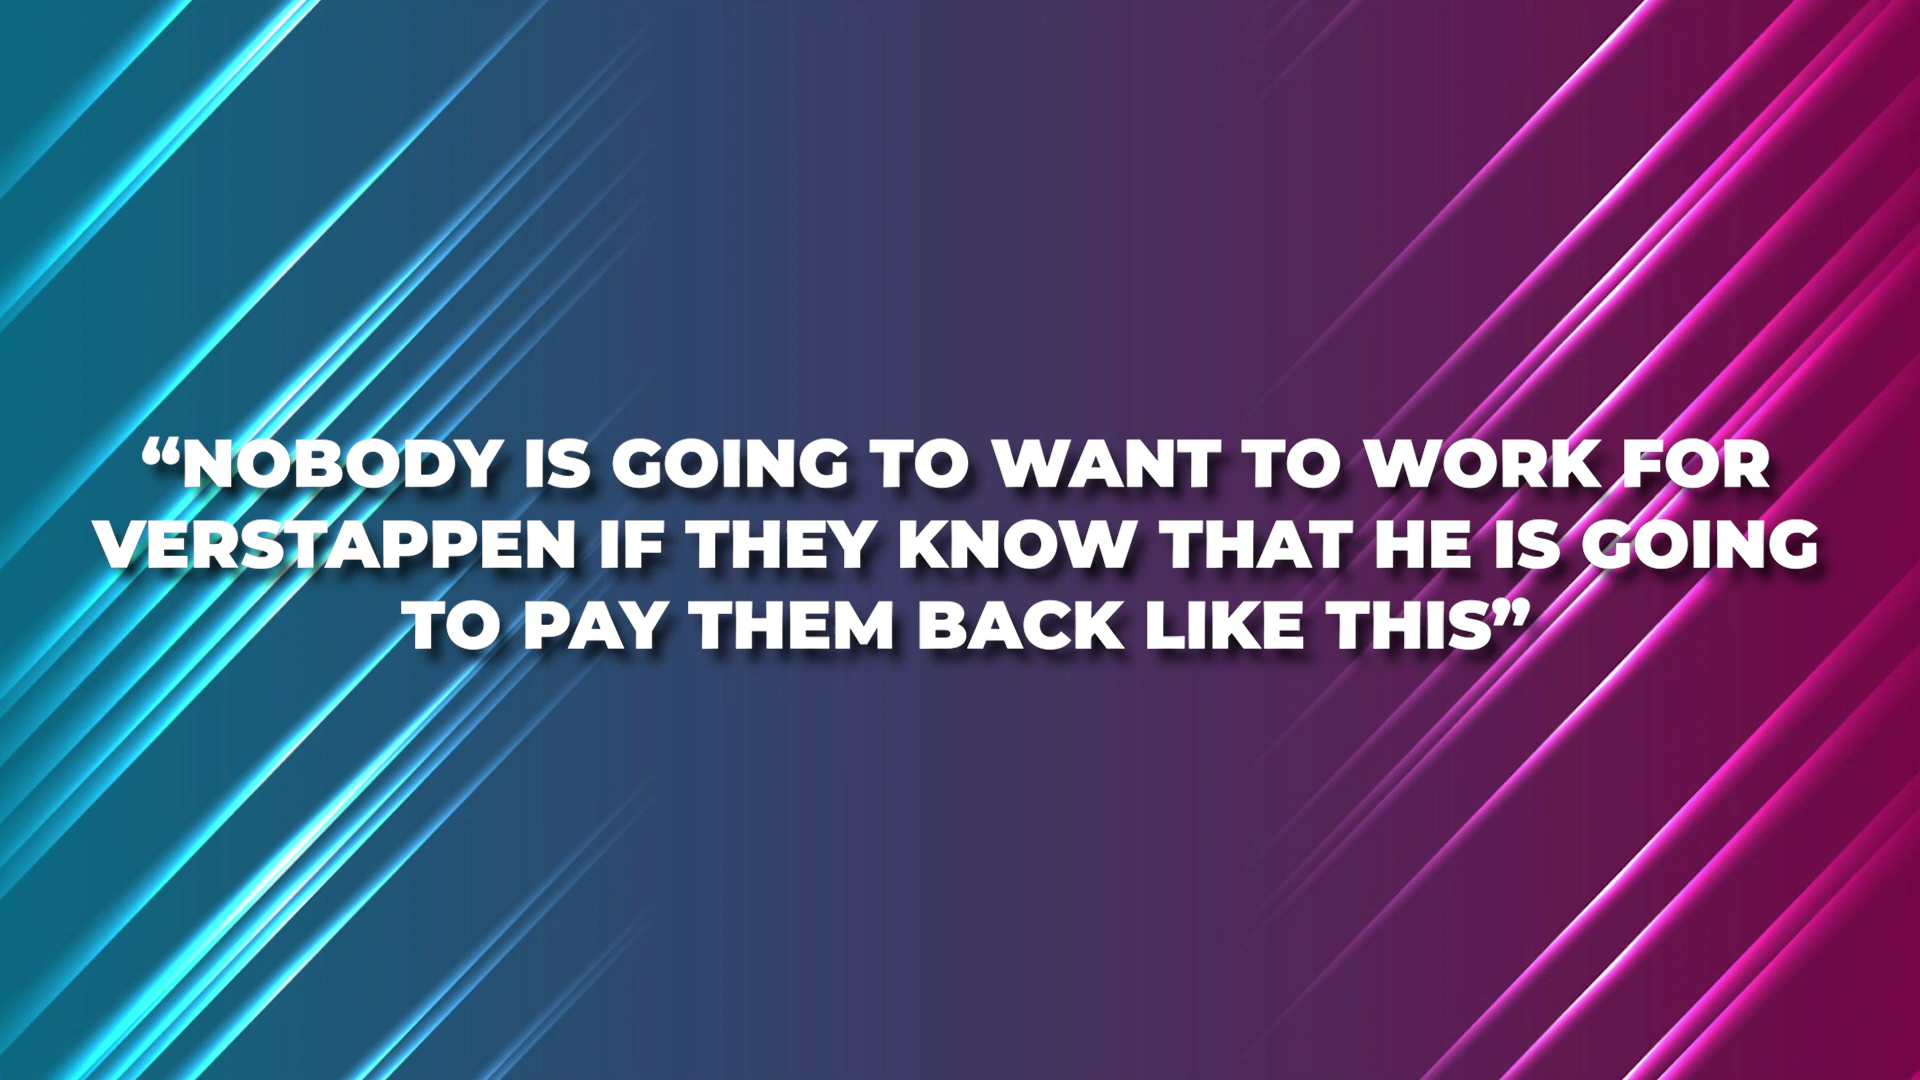 “NOBODY IS GOING TO WANT TO WORK FOR
VERSTAPPEN IF THEY KNOW THAT HE IS GOING
TO PAY THEM BACK LIKE THIS”